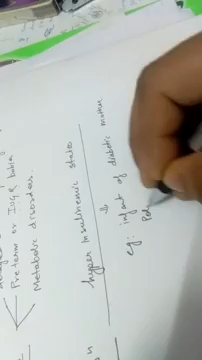 Preterm or IUGR babies
Metabolic disorders.
hyper Insulinemic states
eg: infant of diabetic mother